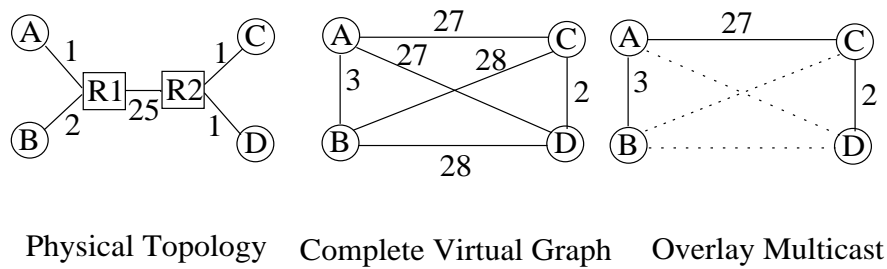 A 1 1 C
R1 25 R2
B 2 1 D
Physical Topology
A 27 C
27 28
3 2
B 28 D
Complete Virtual Graph
A 27 C
3 2
B D
Overlay Multicast